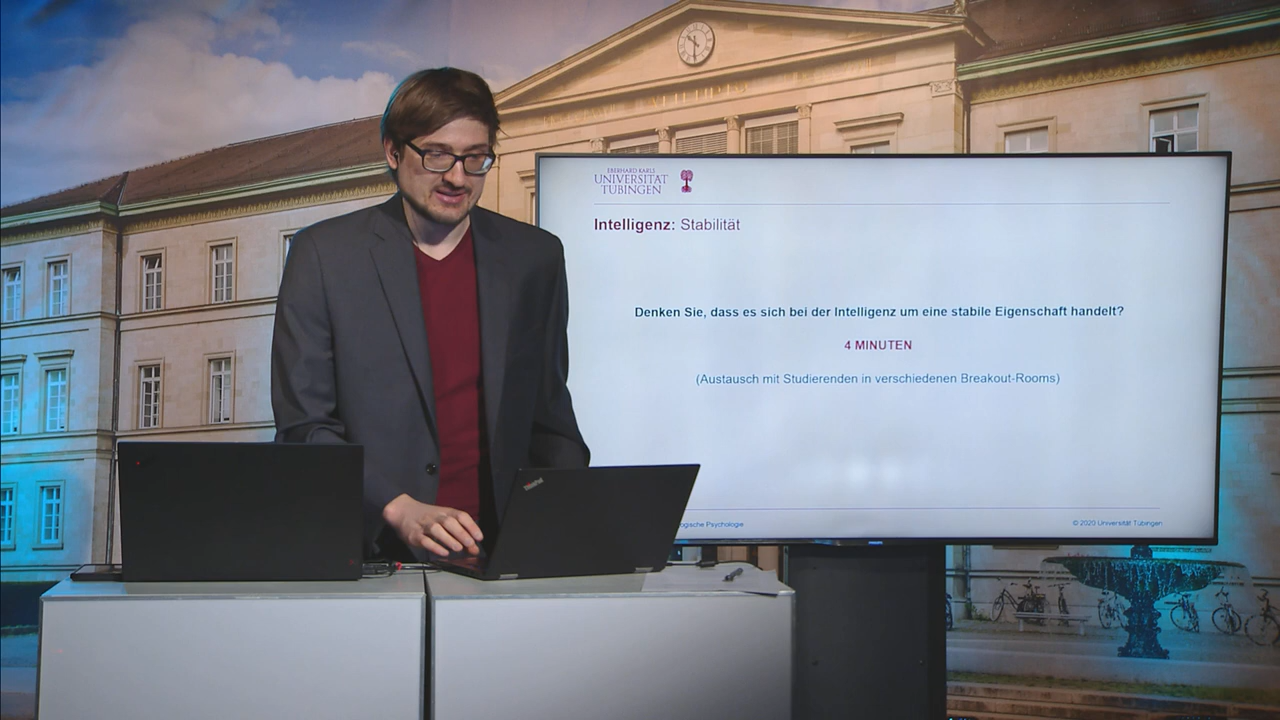 EBERHARD KARLS
UNIVERSITÄT
TÜBINGEN
Intelligenz: Stabilität
Denken Sie, dass es sich bei der Intelligenz um eine stabile Eigenschaft handelt?
4 MINUTEN
(Austausch mit Studierenden in verschiedenen Breakout-Rooms)
Psychologie
© 2020 Universität Tübingen
ThinkPad